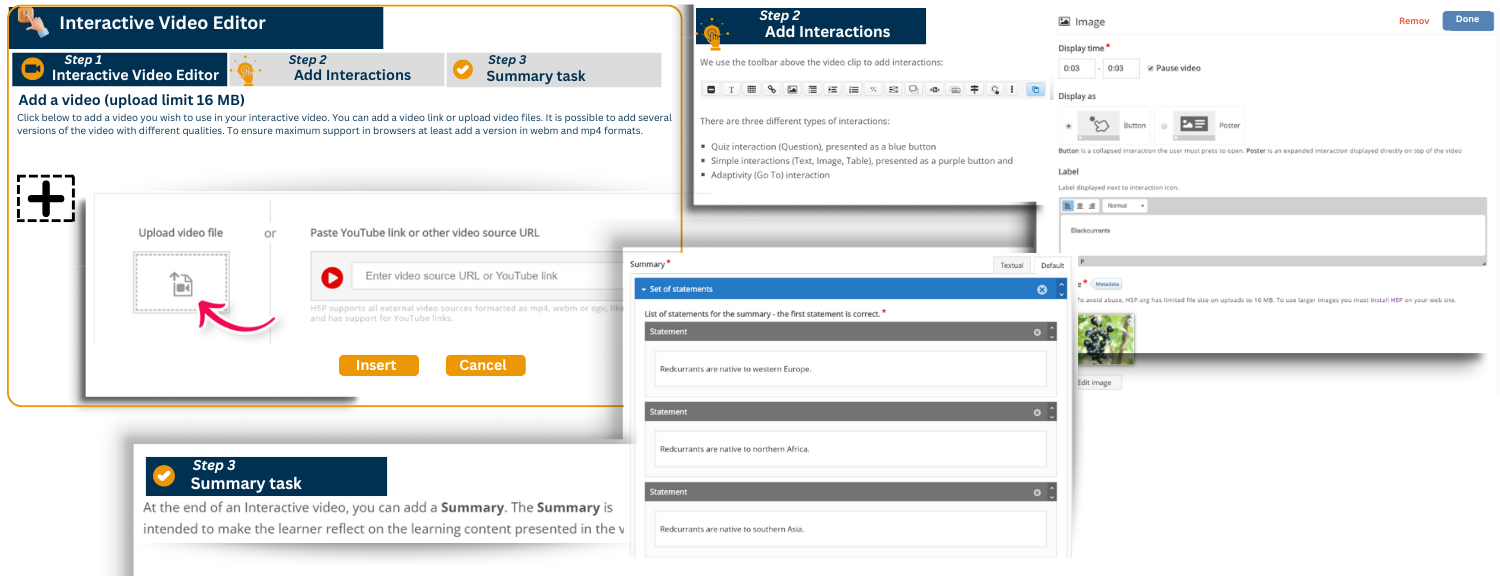 Interactive Video Editor
Step 1
Interactive Video Editor
Step 2
Add Interactions
Step 3
Summary task
Add a video (upload limit 16 MB)
Click below to add a video you wish to use in your interactive video. You can add a video link or upload video files. It is possible to add several
versions of the video with different qualities. To ensure maximum support in browsers at least add a version in webm and mp4 formats.
Upload video file
or
Paste YouTube link or other video source URL
Enter video source URL or YouTube link
H5P supports all external video sources formatted as mp4, webm or ogv, like
and has support for YouTube links.
Insert
Cancel
Step 2
Add Interactions
We use the toolbar above the video clip to add interactions:
T
There are three different types of interactions:
▪ Quiz interaction (Question), presented as a blue button
▪ Simple interactions (Text, Image, Table), presented as a purple button and
▪ Adaptivity (Go To) interaction
Image
Remov
Done
Display time *
0:03 - 0:03 Pause video
Display as
Button
Poster
Button is a collapsed interaction the user must press to open. Poster is an expanded interaction displayed directly on top of the video
Label
Label displayed next to interaction icon.
Normal
Blackcurrants
P
e * Metadata
To avoid abuse, H5P.org has limited file size on uploads to 16 MB. To use larger images you must Install H5P on your web site.
Edit image
Summary *
Textual
Default
Set of statements
List of statements for the summary - the first statement is correct. *
Statement
Redcurrants are native to western Europe.
Statement
Redcurrants are native to northern Africa.
Statement
Redcurrants are native to southern Asia.
Step 3
Summary task
At the end of an Interactive video, you can add a Summary. The Summary is
intended to make the learner reflect on the learning content presented in the v